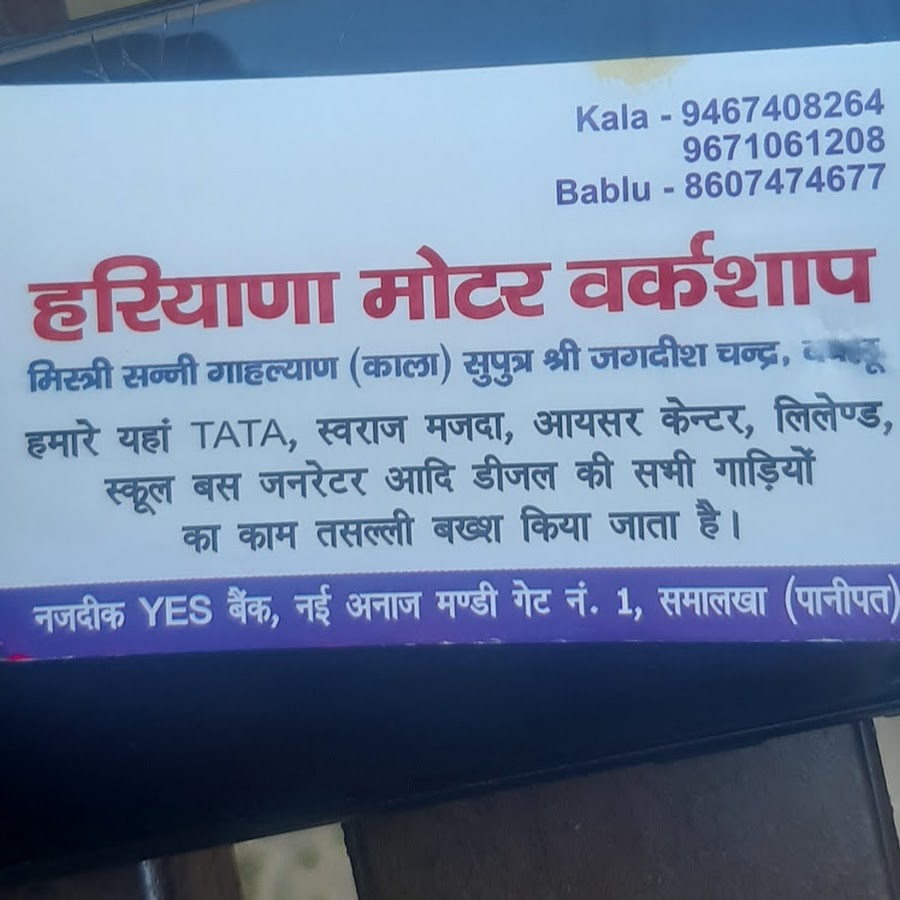 Kala - 9467408264
9671061208
Bablu - 8607474677
हरियाणा मोटर वर्कशाप
मिस्त्री सन्नी गाहल्याण (काला) सुपुत्र श्री जगदीश चन्द्र,
हमारे यहां TATA, स्वराज मजदा, आयसर केन्टर, लिलेण्ड,
स्कूल बस जनरेटर आदि डीजल की सभी गाड़ियों
का काम तसल्ली बख्श किया जाता है।
नजदीक YES बैंक, नई अनाज मण्डी गेट नं. 1, समालखा (पानीपत)